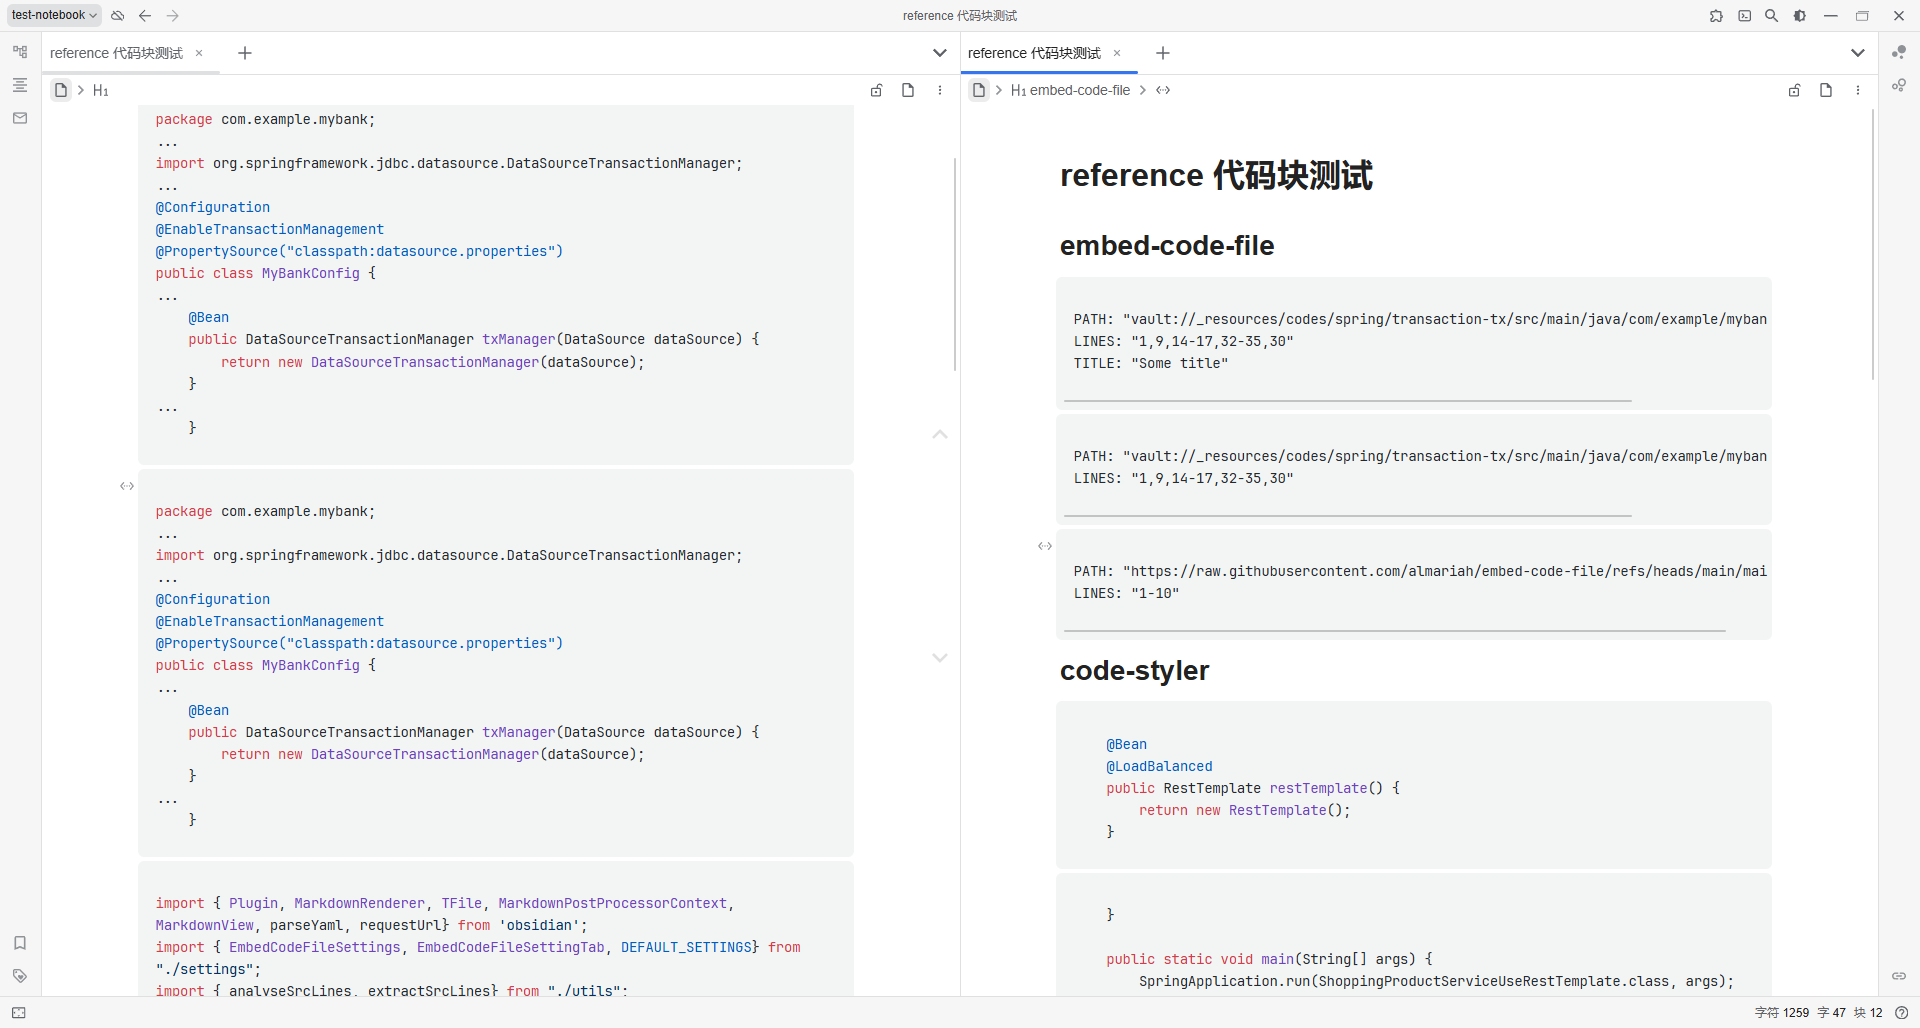 test-notebook
reference 代码块测试
reference 代码块测试
H1
package com.example.mybank;
...
import org.springframework.jdbc.datasource.DataSourceTransactionManager;
...
@Configuration
@EnableTransactionManagement
@PropertySource("classpath:datasource.properties")
public class MyBankConfig {
...
    @Bean
    public DataSourceTransactionManager txManager(DataSource dataSource) {
        return new DataSourceTransactionManager(dataSource);
    }
...
    }
package com.example.mybank;
...
import org.springframework.jdbc.datasource.DataSourceTransactionManager;
...
@Configuration
@EnableTransactionManagement
@PropertySource("classpath:datasource.properties")
public class MyBankConfig {
...
    @Bean
    public DataSourceTransactionManager txManager(DataSource dataSource) {
        return new DataSourceTransactionManager(dataSource);
    }
...
    }
import { Plugin, MarkdownRenderer, TFile, MarkdownPostProcessorContext,
MarkdownView, parseYaml, requestUrl} from 'obsidian';
import { EmbedCodeFileSettings, EmbedCodeFileSettingTab, DEFAULT_SETTINGS} from
"./settings";
import { analyseSrcLines, extractSrcLines} from "./utils";
reference 代码块测试
H1 embed-code-file
reference 代码块测试
embed-code-file
PATH: "vault://_resources/codes/spring/transaction-tx/src/main/java/com/example/myban
LINES: "1,9,14-17,32-35,30"
TITLE: "Some title"
PATH: "vault://_resources/codes/spring/transaction-tx/src/main/java/com/example/myban
LINES: "1,9,14-17,32-35,30"
PATH: "https://raw.githubusercontent.com/almariah/embed-code-file/refs/heads/main/mai
LINES: "1-10"
code-styler
    @Bean
    @LoadBalanced
    public RestTemplate restTemplate() {
        return new RestTemplate();
    }
    }
    public static void main(String[] args) {
        SpringApplication.run(ShoppingProductServiceUseRestTemplate.class, args);
字符 1259 字 47 块 12